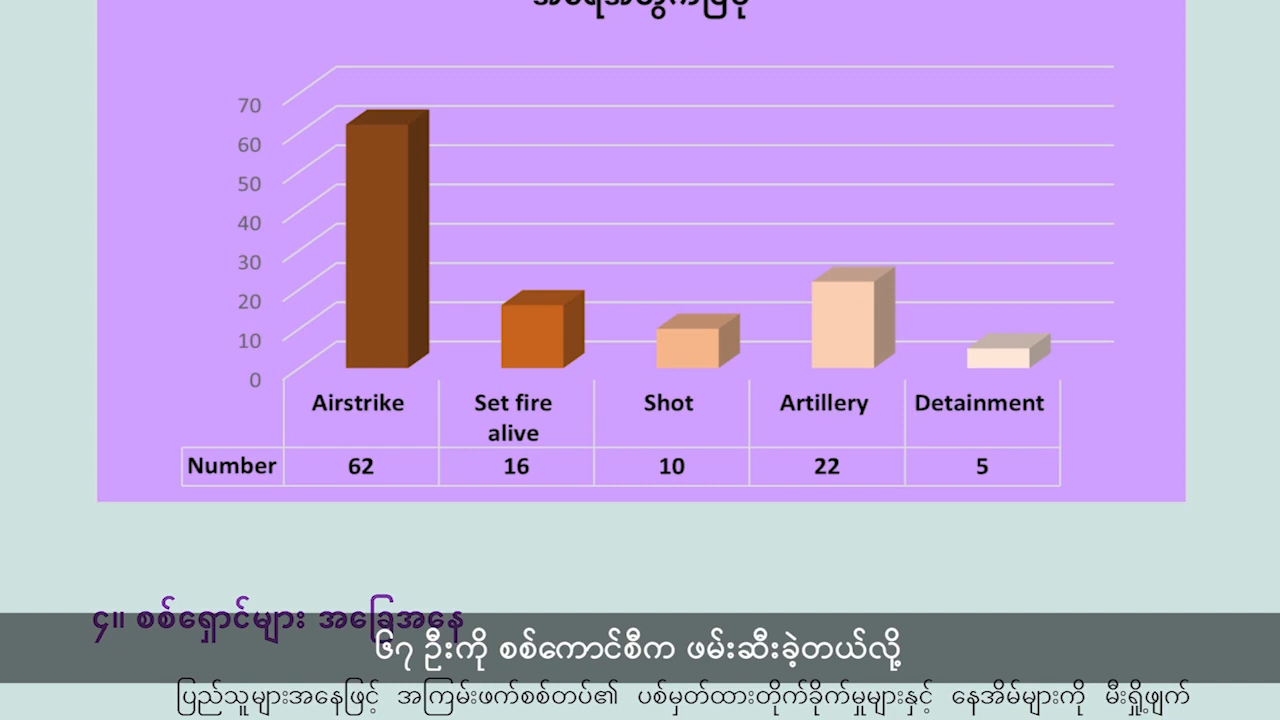 70
60
50
40
30
20
10
0
Airstrike Set fire alive Shot Artillery Detainment
Number 62 16 10 22 5
၄။ စစ်ရှောင်များ အခြေအနေ
၆၇ ဦးကို စစ်ကောင်စီက ဖမ်းဆီးခဲ့တယ်လို့
ပြည်သူများအနေဖြင့် အကြမ်းဖက်စစ်တပ်၏ ပစ်မှတ်ထားတိုက်ခိုက်မှုများနှင့် နေအိမ်များကို မီးရှို့ဖျက်